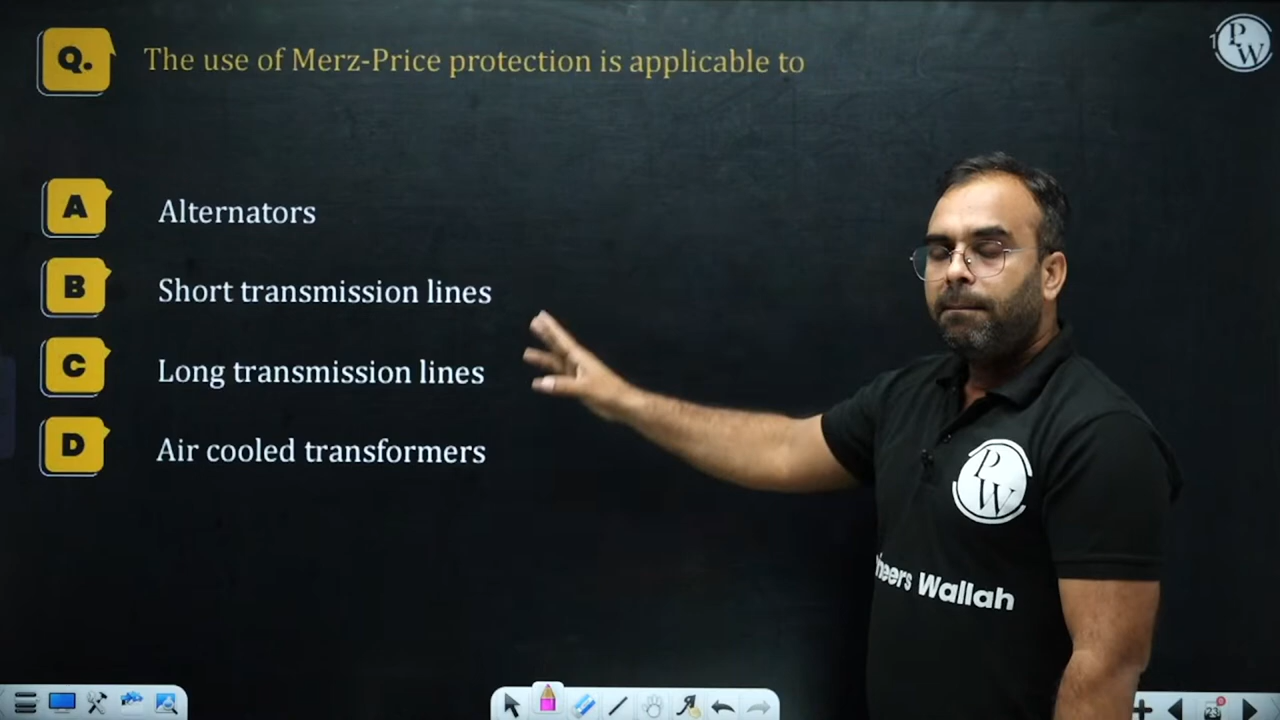 Q. The use of Merz-Price protection is applicable to
PW
A Alternators
B Short transmission lines
C Long transmission lines
D Air cooled transformers
PW
Wallah
23